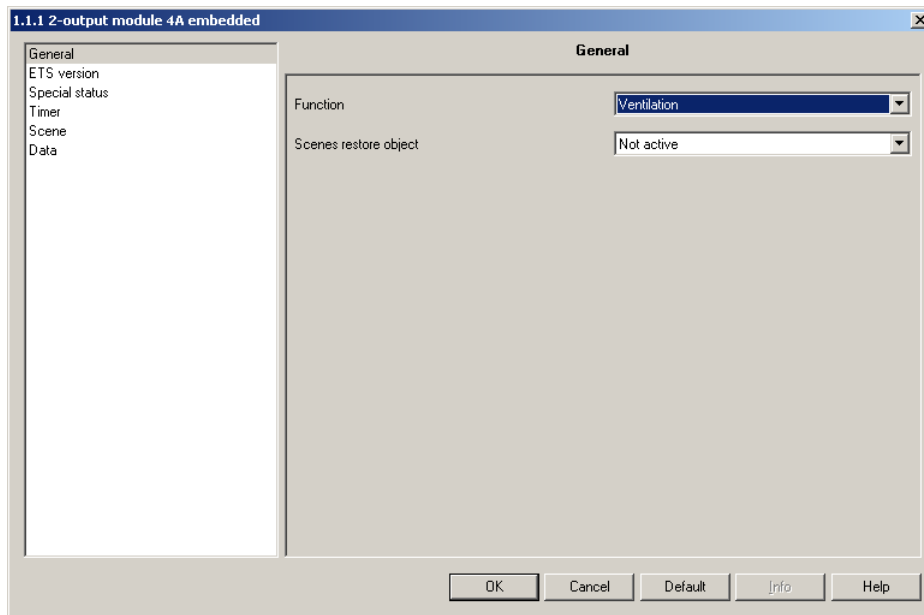 1.1.1 2-output module 4A embedded
General
ETS version
Special status
Timer
Scene
Data
General
Function
Ventilation
Scenes restore object
Not active
OK
Cancel
Default
Info
Help